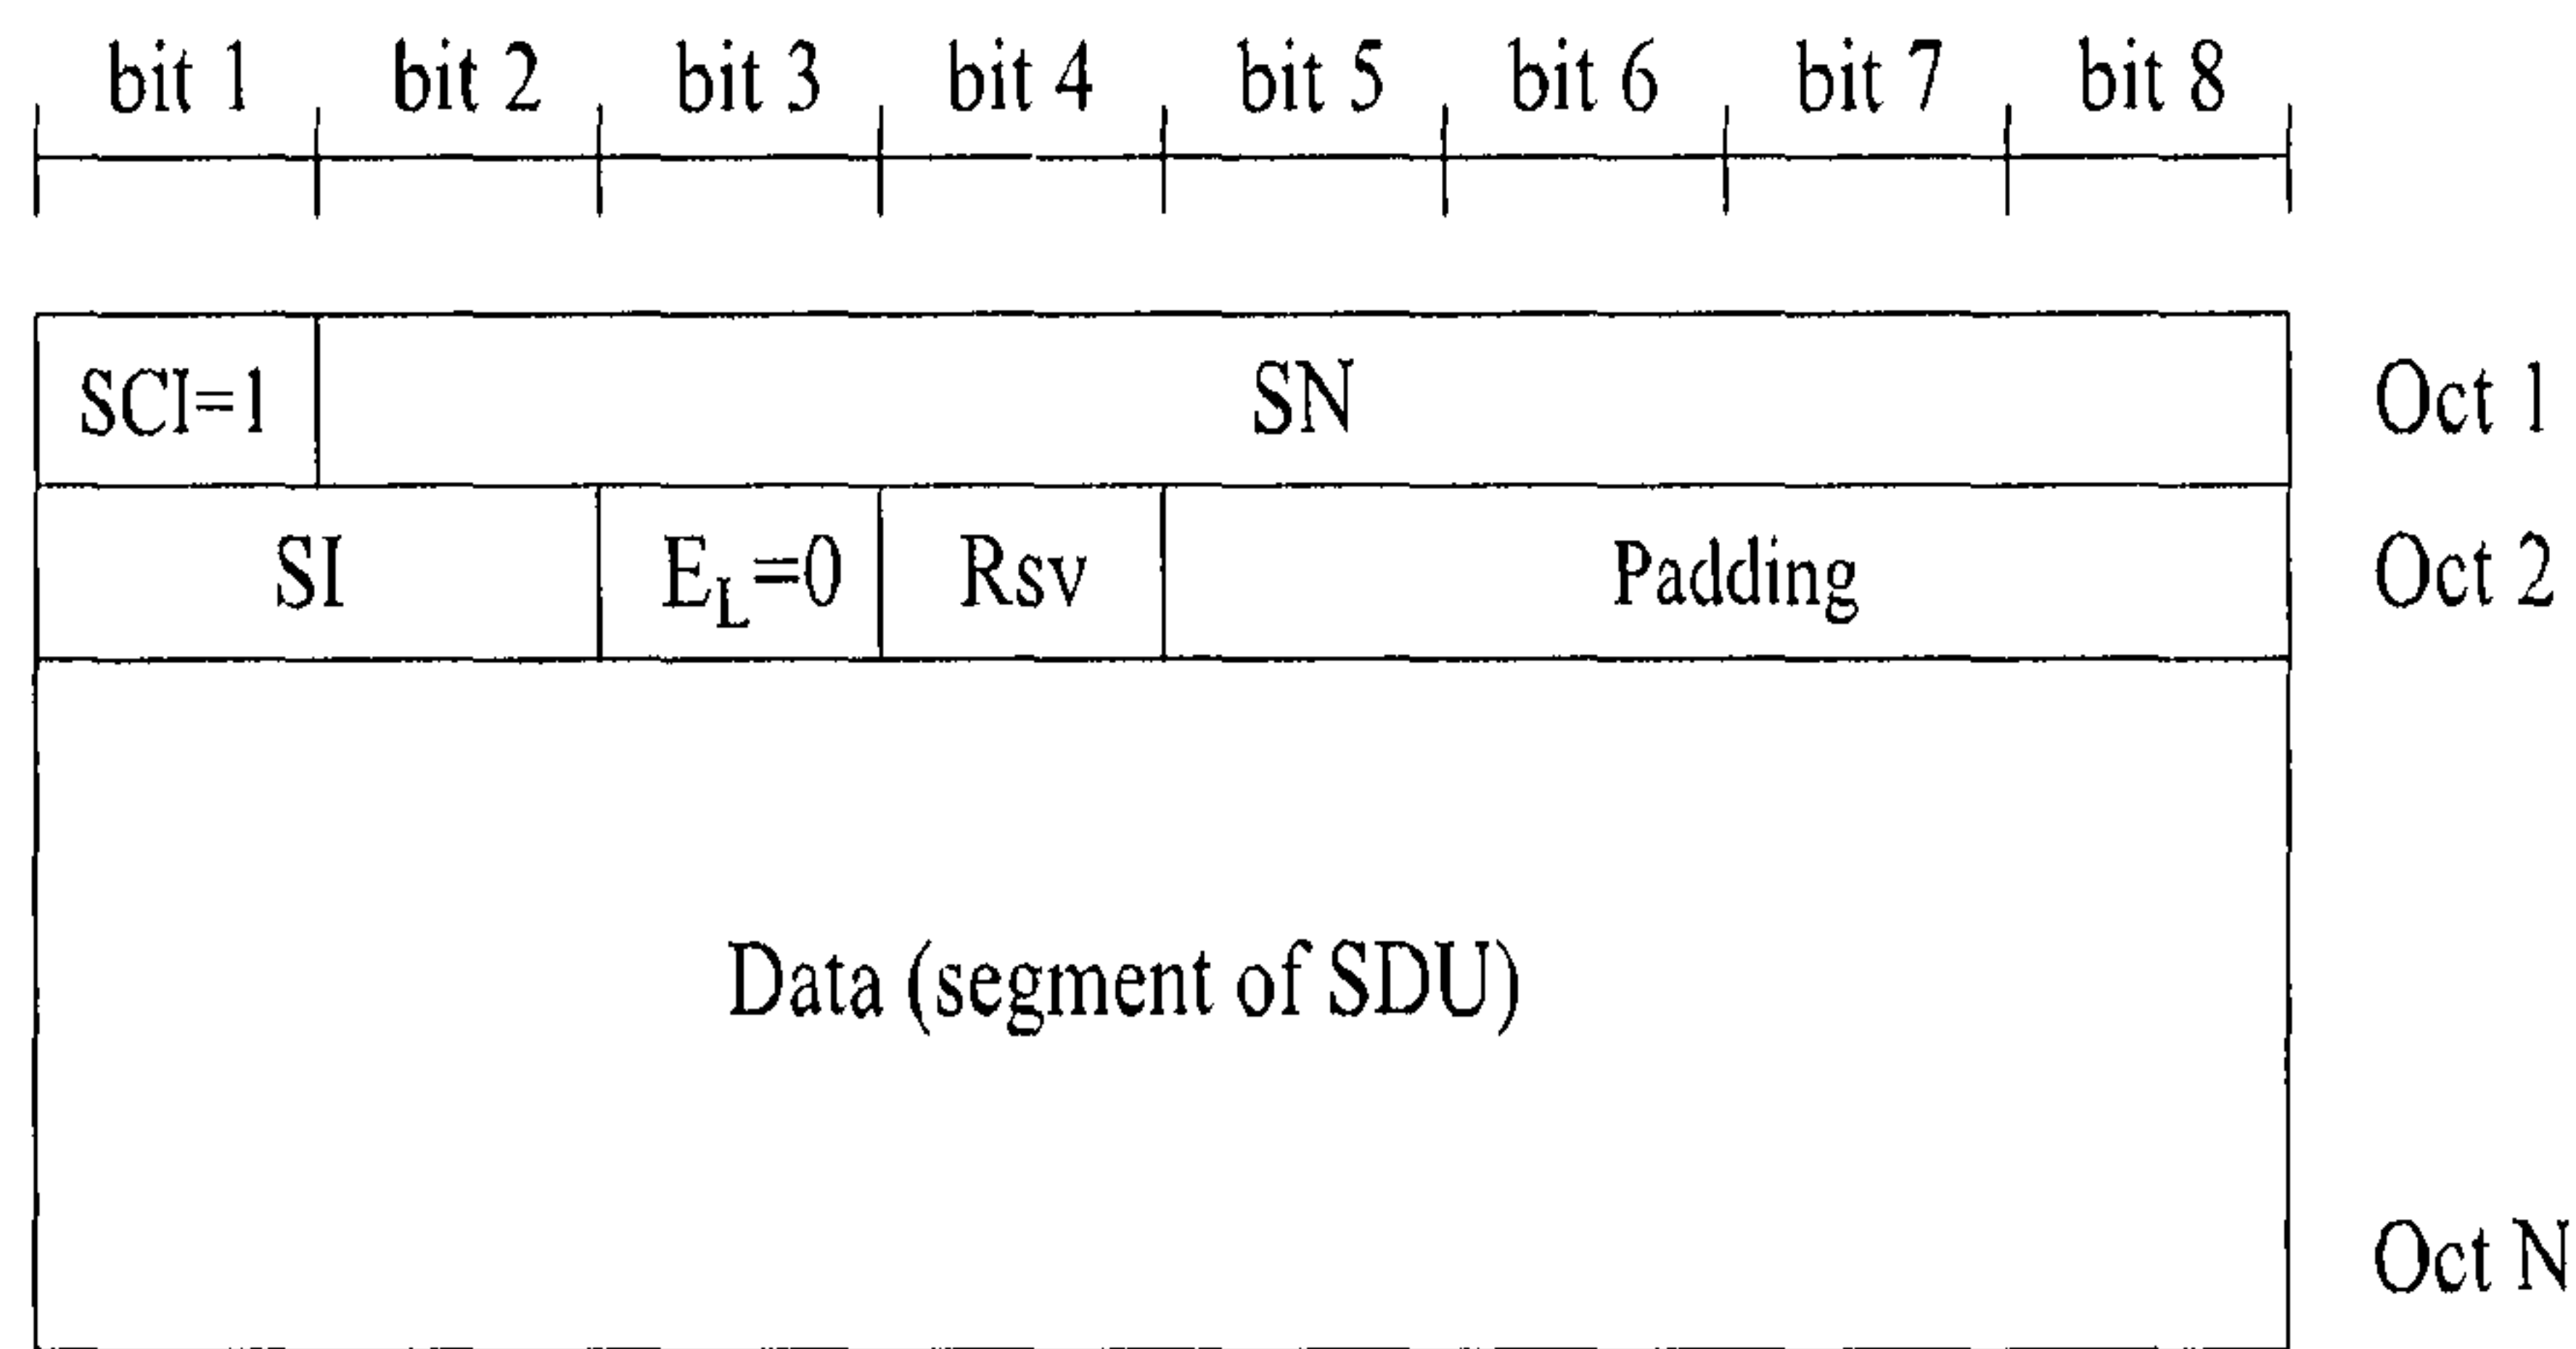 bit 1 bit 2 bit 3 bit 4 bit 5 bit 6 bit 7 bit 8
SCI=1 SN Oct 1
SI E_L=0 Rsv Padding Oct 2
Data (segment of SDU)
Oct N